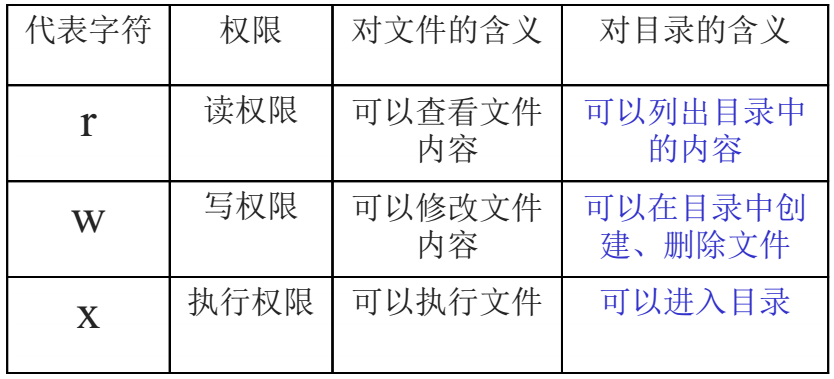 代表字符 权限 对文件的含义 对目录的含义
r 读权限 可以查看文件 可以列出目录中
内容 的内容
w 写权限 可以修改文件 可以在目录中创
内容 建、删除文件
x 执行权限 可以执行文件 可以进入目录